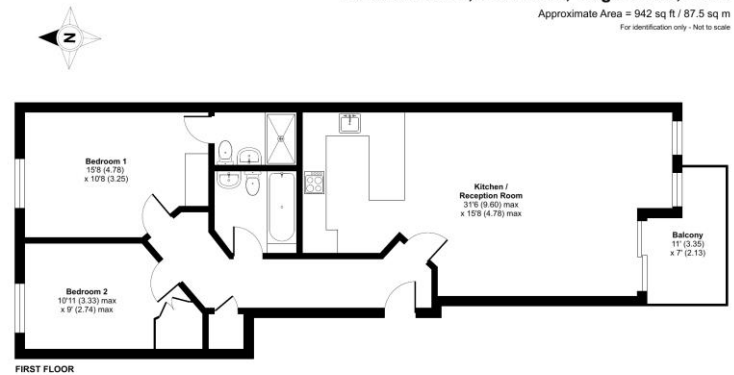 Approximate Area = 942 sq ft / 87.5 sq m
For identification only - Not to scale
N
Bedroom 1
15'8 (4.78)
x 10'8 (3.25)
Kitchen /
Reception Room
31'6 (9.60) max
x 15'8 (4.78) max
Balcony
11' (3.35)
x 7' (2.13)
Bedroom 2
10'11 (3.33) max
x 9' (2.74) max
FIRST FLOOR